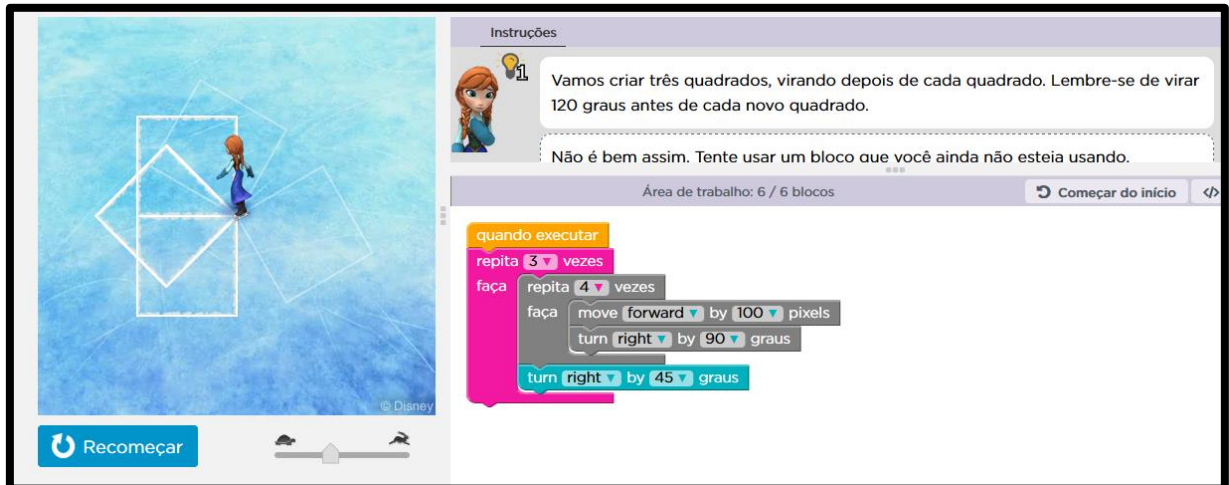 Instruções
1
Vamos criar três quadrados, virando depois de cada quadrado. Lembre-se de virar
120 graus antes de cada novo quadrado.
Não é bem assim. Tente usar um bloco que você ainda não esteja usando.
Área de trabalho: 6 / 6 blocos
Começar do início
</>
quando executar
repita 3 vezes
faça repita 4 vezes
faça move forward by 100 pixels
turn right by 90 graus
turn right by 45 graus
© Disney
Recomeçar